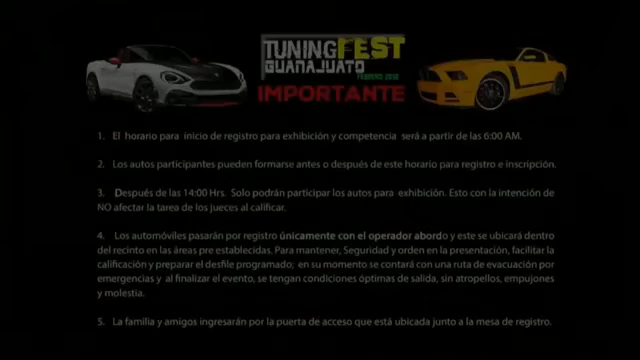 TUNINGFEST
GUANAJUATO
FEBRERO 2018
IMPORTANTE
1. El horario para inicio de registro para exhibición y competencia será a partir de las 6:00 AM.
2. Los autos participantes pueden formarse antes o después de este horario para registro e inscripción.
3. Después de las 14:00 Hrs. Solo podrán participar los autos para exhibición. Esto con la intención de
NO afectar la tarea de los jueces al calificar.
4. Los automóviles pasarán por registro únicamente con el operador abordo y este se ubicará dentro
del recinto en las áreas pre establecidas. Para mantener, Seguridad y orden en la presentación, facilitar la
calificación y preparar el desfile programado; en su momento se contará con una ruta de evacuación por
emergencias y al finalizar el evento, se tengan condiciones óptimas de salida, sin atropellos, empujones
y molestia.
5. La familia y amigos ingresarán por la puerta de acceso que está ubicada junto a la mesa de registro.